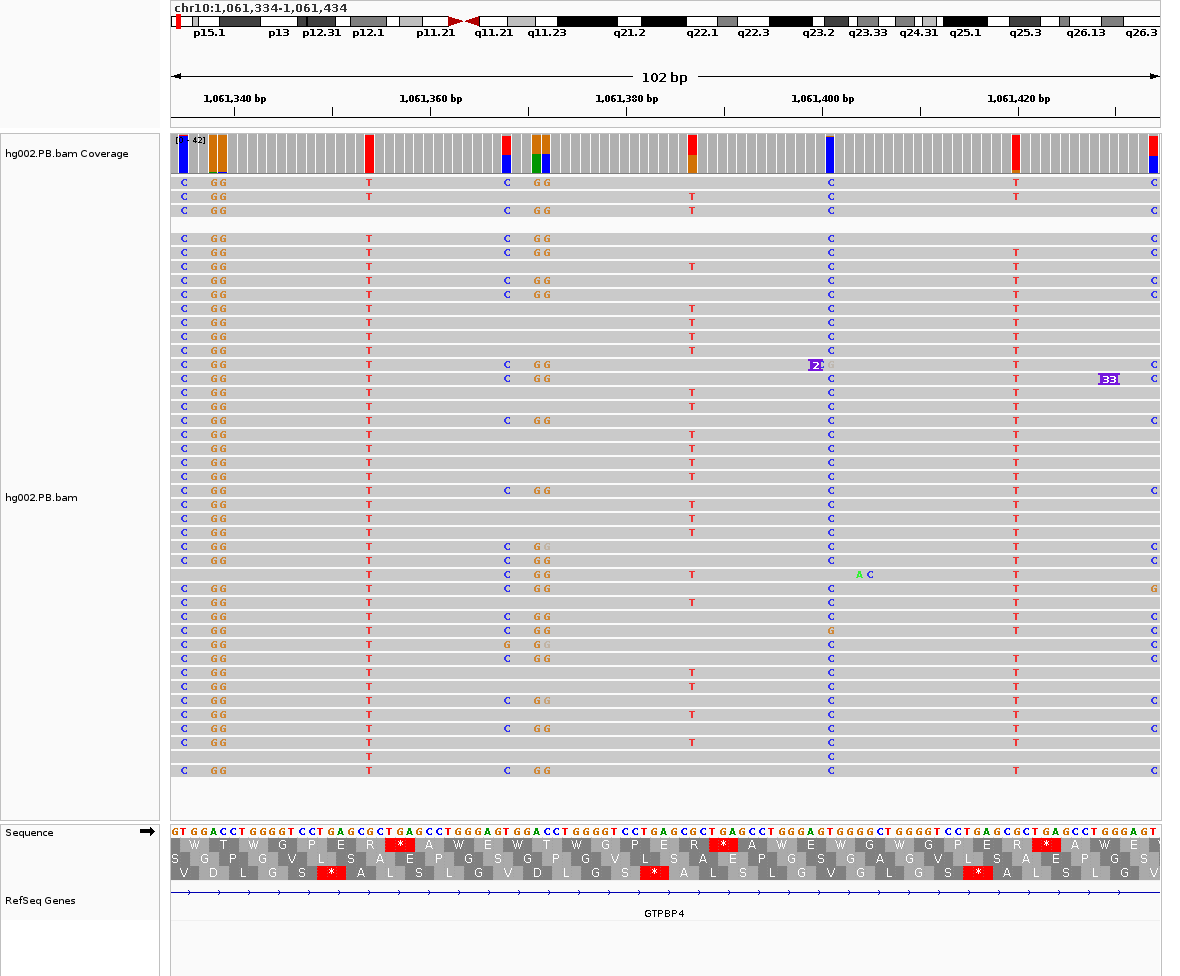 chr10:1,061,334-1,061,434
p15.1 p13 p12.31 p12.1 p11.21 q11.21 q11.23 q21.2 q22.1 q22.3 q23.2 q23.33 q24.31 q25.1 q25.3 q26.13 q26.3
102 bp
1,061,340 bp 1,061,360 bp 1,061,380 bp 1,061,400 bp 1,061,420 bp
hg002.PB.bam Coverage
C G G T C G G C T C
C G G T T C T
C G G C G G T C C
C G G T C G G C C
C G G T C G G C T C
C G G T T C T
C G G T C G G C T C
C G G T C G G C T C
C G G T T C T
C G G T T C T
C G G T T C T
C G G T T C T
C G G T C G G G T C
C G G T C G G C T 33 C
C G G T T C T
C G G T T C T
C G G T C G G C T C
C G G T T C T
C G G T T C T
C G G T T C T
C G G T T C T
hg002.PB.bam
C G G T C G G C T C
C G G T T C T
C G G T T C T
C G G T T C T
C G G T C G G C T C
C G G T C G G C T C
T C G G T A C T
C G G T C G G C T G
C G G T T C T
C G G T C G G C T C
C G G T C G G G T C
C G G T G G G C C
C G G T C G G C T C
C G G T T C T
C G G T T C T
C G G T C G G C T C
C G G T T C T
C G G T C G G C T C
C G G T T C T
T C
C G G T C G G C T C
Sequence
GTGGACCTGGGGTCCTGAGCGCTGAGCCTGGGAGTGGACCTGGGGTCCTGAGCGCTGAGCCTGGGAGTGGGGCTGGGGTCCTGAGCGCTGAGCCTGGGAGT
W T W G P E R * A W E W T W G P E R * A W E W G W G P E R * A W E
S G P G V L S A E P G S G P G V L S A E P G S G A G V L S A E P G S
V D L G S * A L S L G V D L G S * A L S L G V G L G S * A L S L G V
RefSeq Genes
GTPBP4